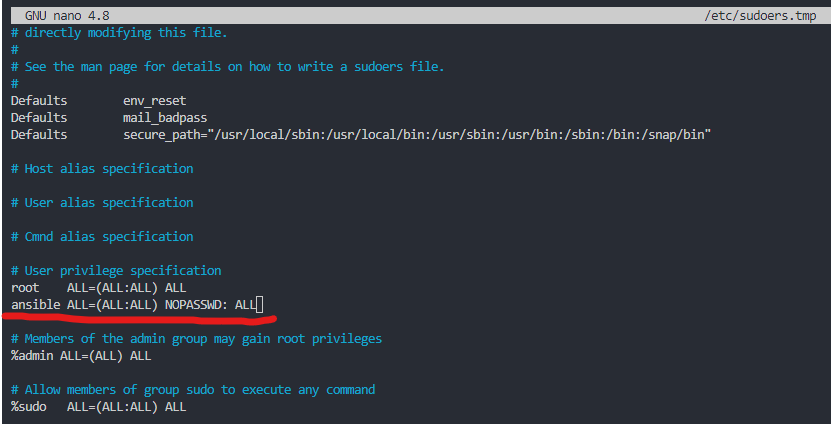 GNU nano 4.8 /etc/sudoers.tmp
# directly modifying this file.
#
# See the man page for details on how to write a sudoers file.
#
Defaults env_reset
Defaults mail_badpass
Defaults secure_path="/usr/local/sbin:/usr/local/bin:/usr/sbin:/usr/bin:/sbin:/bin:/snap/bin"
# Host alias specification
# User alias specification
# Cmnd alias specification
# User privilege specification
root ALL=(ALL:ALL) ALL
ansible ALL=(ALL:ALL) NOPASSWD: ALL
# Members of the admin group may gain root privileges
%admin ALL=(ALL) ALL
# Allow members of group sudo to execute any command
%sudo ALL=(ALL:ALL) ALL